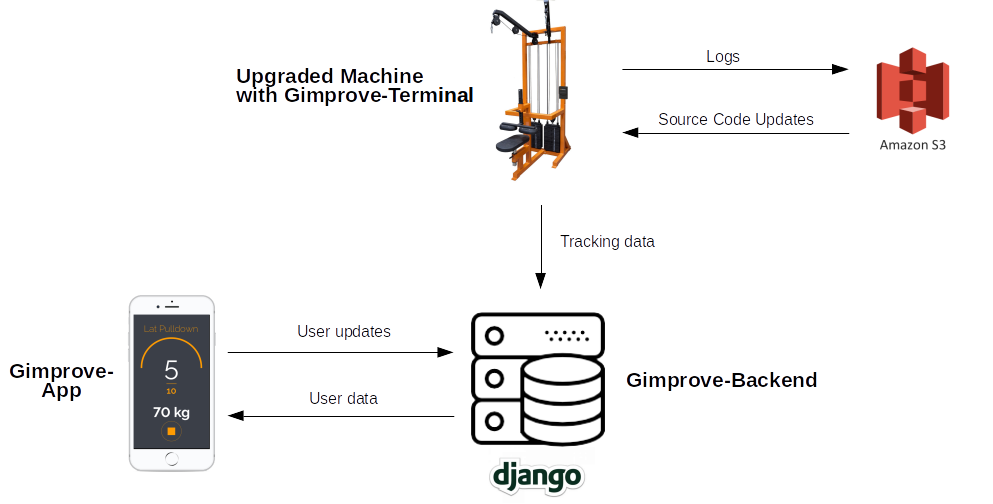 Upgraded Machine
with Gimprove-Terminal
Logs
Source Code Updates
Amazon S3
Tracking data
Lat Pulldown
5
10
70 kg
Gimprove-
App
User updates
User data
Gimprove-Backend
django